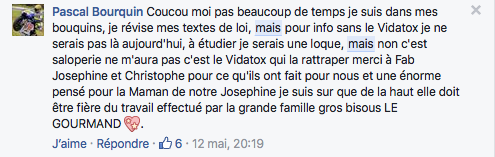 Pascal Bourquin Coucou moi pas beaucoup de temps je suis dans mes
bouquins, je révise mes textes de loi, mais pour info sans le Vidatox je ne
serais pas là aujourd'hui, à étudier je serais une loque, mais non c'est
saloperie ne m'aura pas c'est le Vidatox qui la rattraper merci à Fab
Josephine et Christophe pour ce qu'ils ont fait pour nous et une énorme
pensé pour la Maman de notre Josephine je suis sur que de la haut elle doit
être fière du travail effectué par la grande famille gros bisous LE
GOURMAND 💞.
J'aime · Répondre · 6 · 12 mai, 20:19